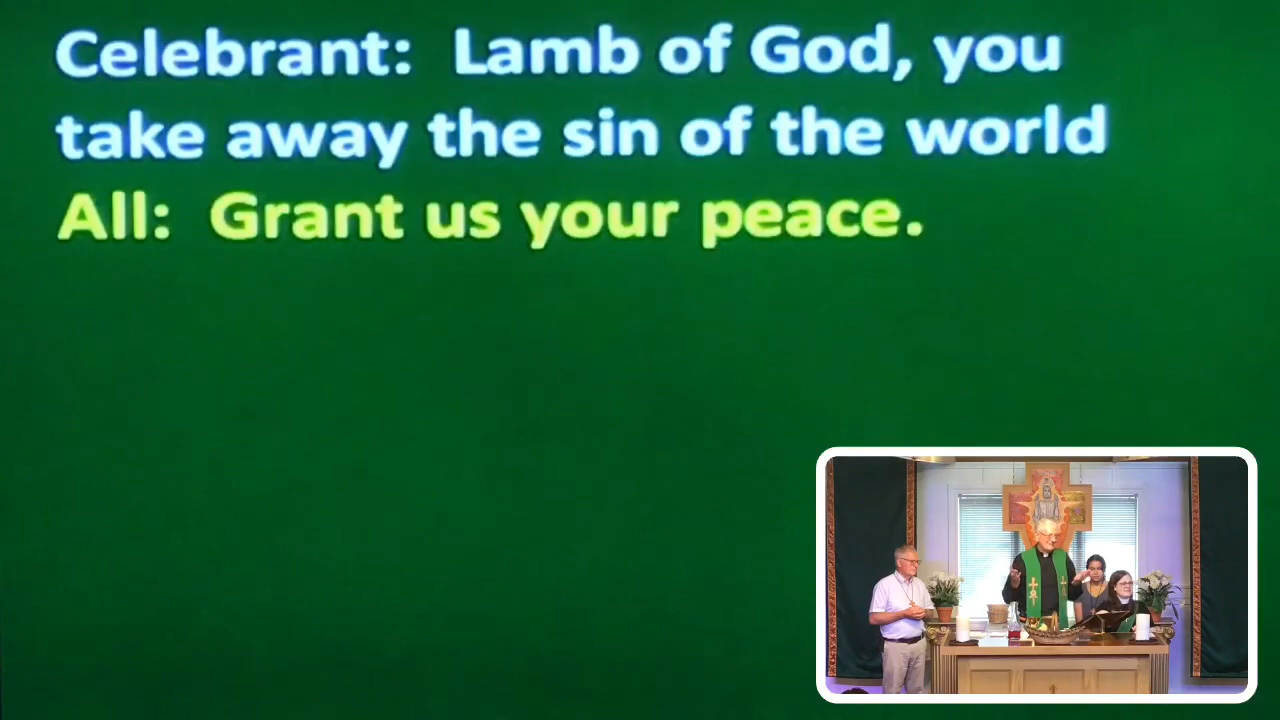 Celebrant:  Lamb of God, you
take away the sin of the world
All:  Grant us your peace.